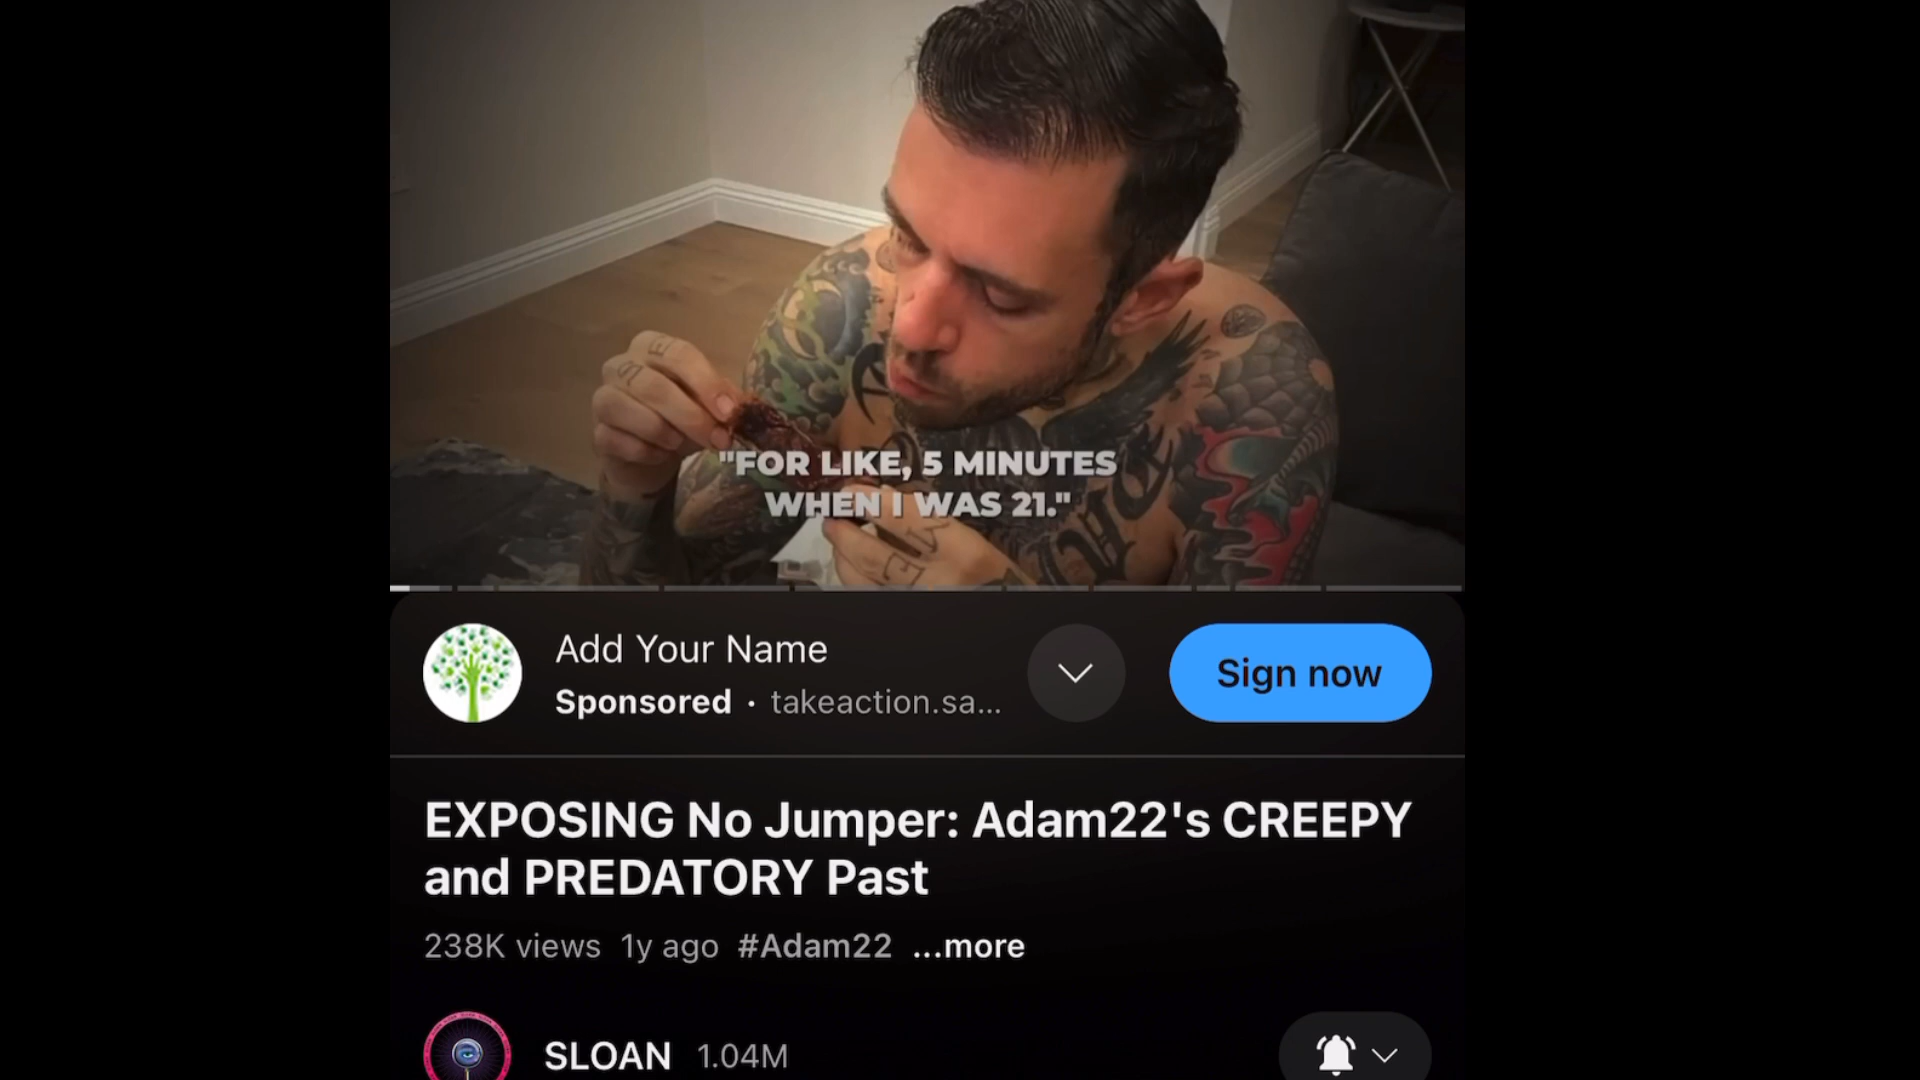 "FOR LIKE, 5 MINUTES
WHEN I WAS 21."
Add Your Name
Sponsored · takeaction.sa...
Sign now
EXPOSING No Jumper: Adam22's CREEPY
and PREDATORY Past
238K views 1y ago #Adam22 ...more
SLOAN 1.04M